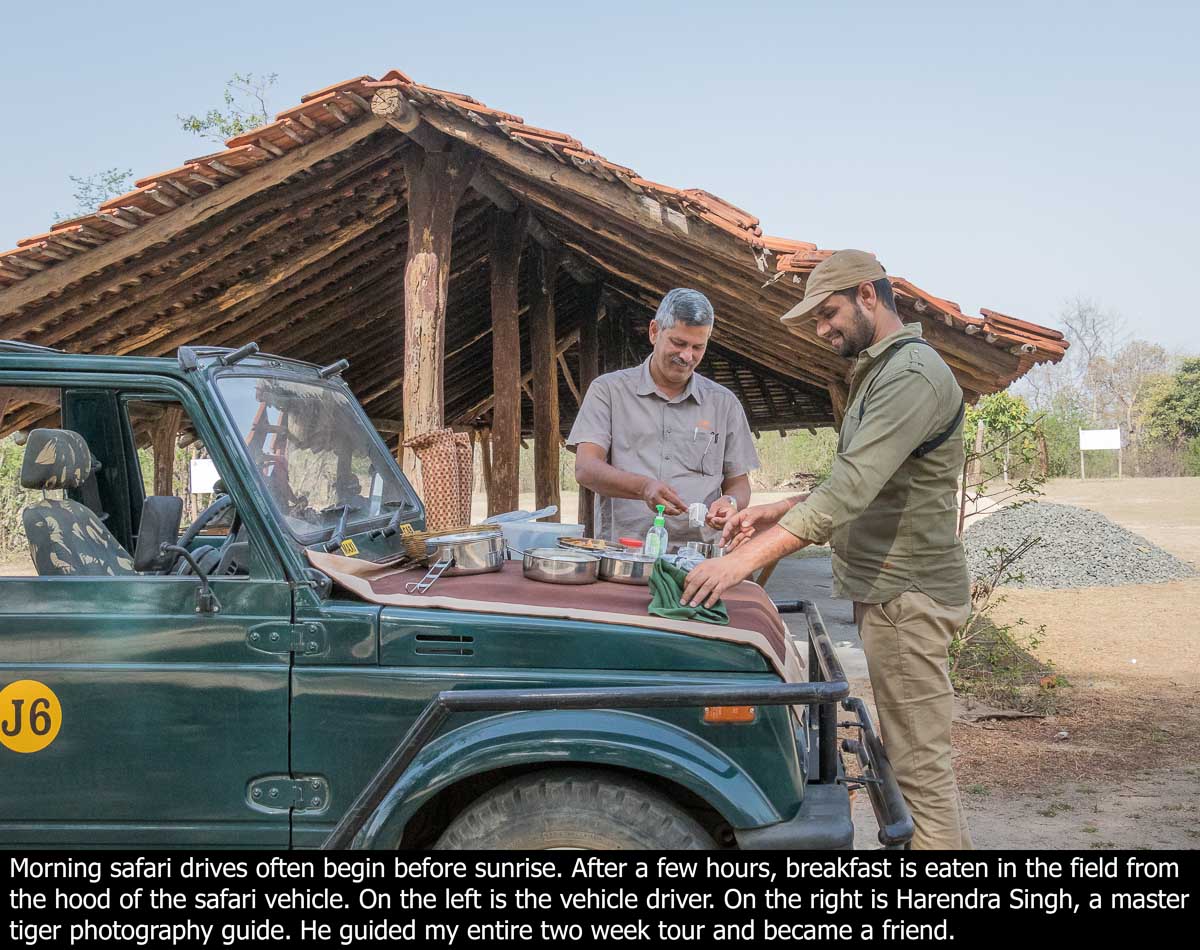 J6
Morning safari drives often begin before sunrise. After a few hours, breakfast is eaten in the field from
the hood of the safari vehicle. On the left is the vehicle driver. On the right is Harendra Singh, a master
tiger photography guide. He guided my entire two week tour and became a friend.